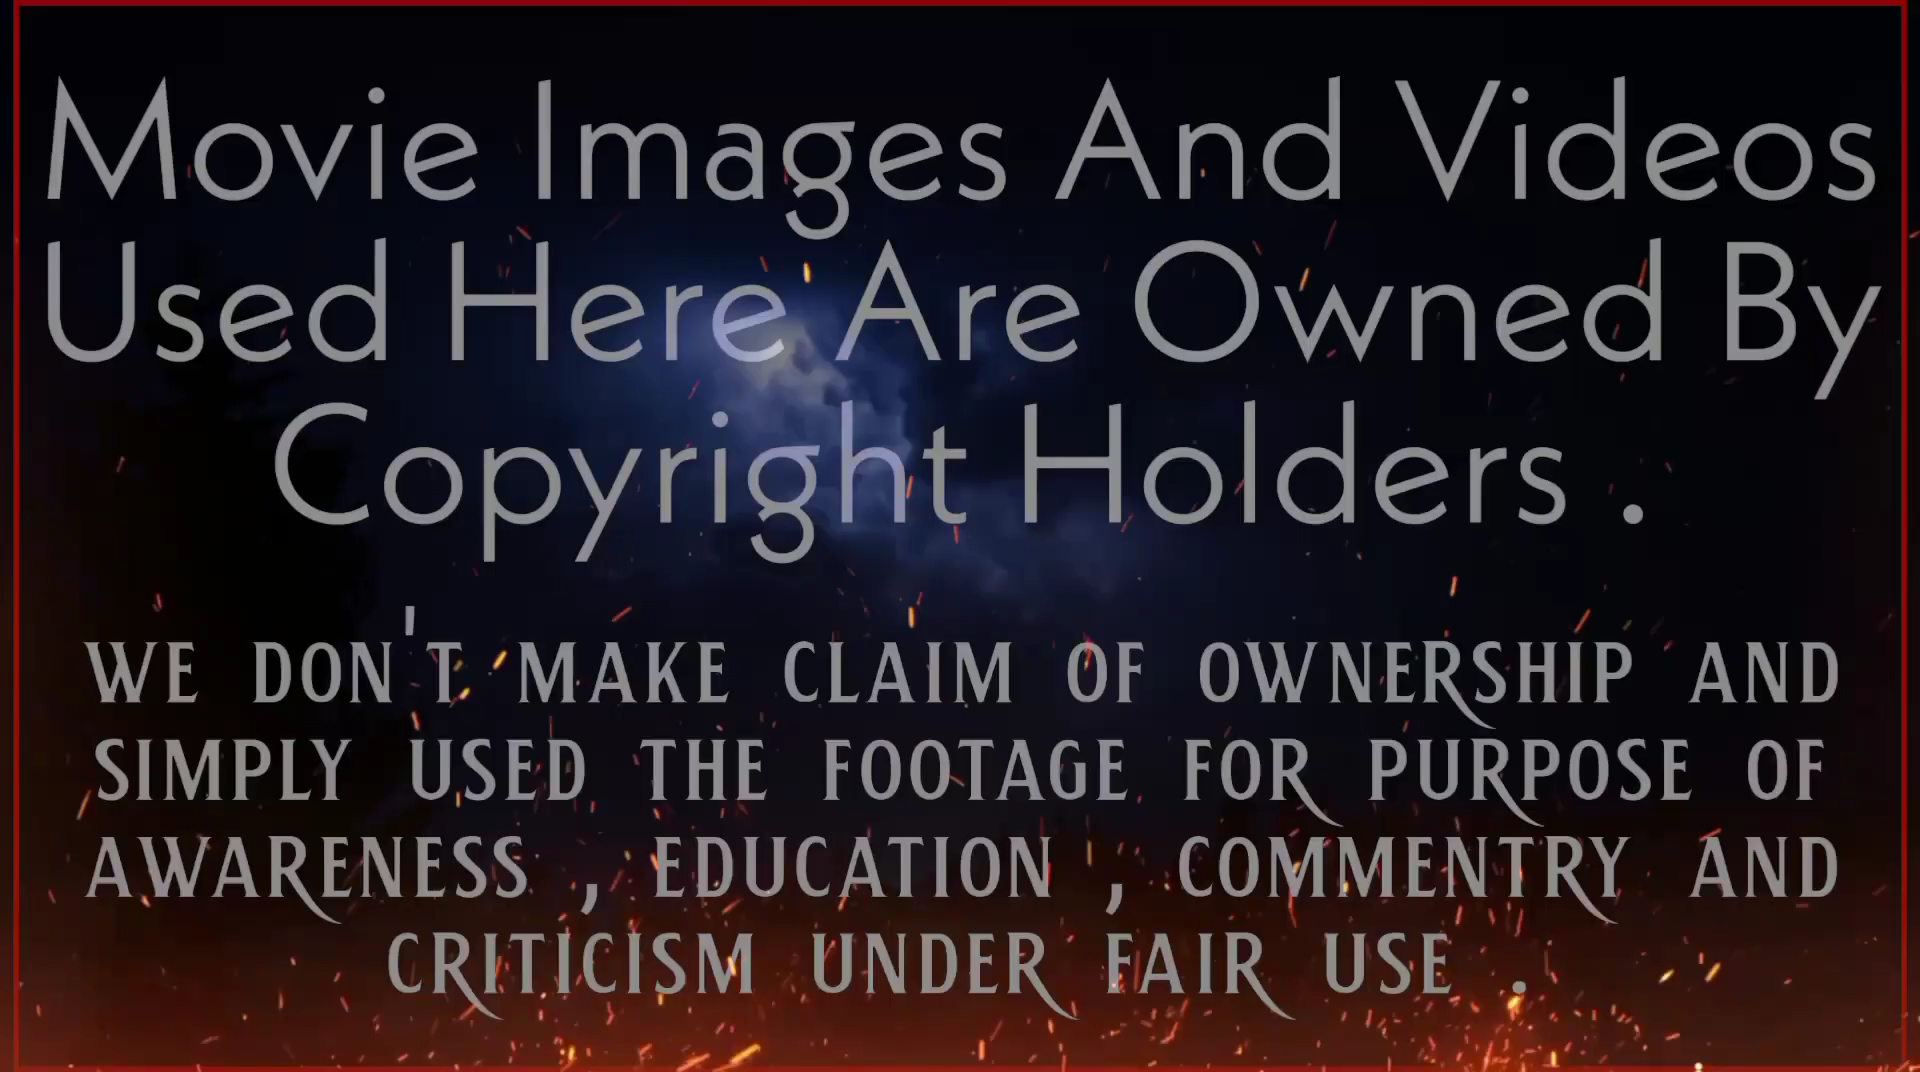 Movie Images And Videos
Used Here Are Owned By
Copyright Holders .
WE DON'T MAKE CLAIM OF OWNERSHIP AND
SIMPLY USED THE FOOTAGE FOR PURPOSE OF
AWARENESS , EDUCATION , COMMENTRY AND
CRITICISM UNDER FAIR USE .